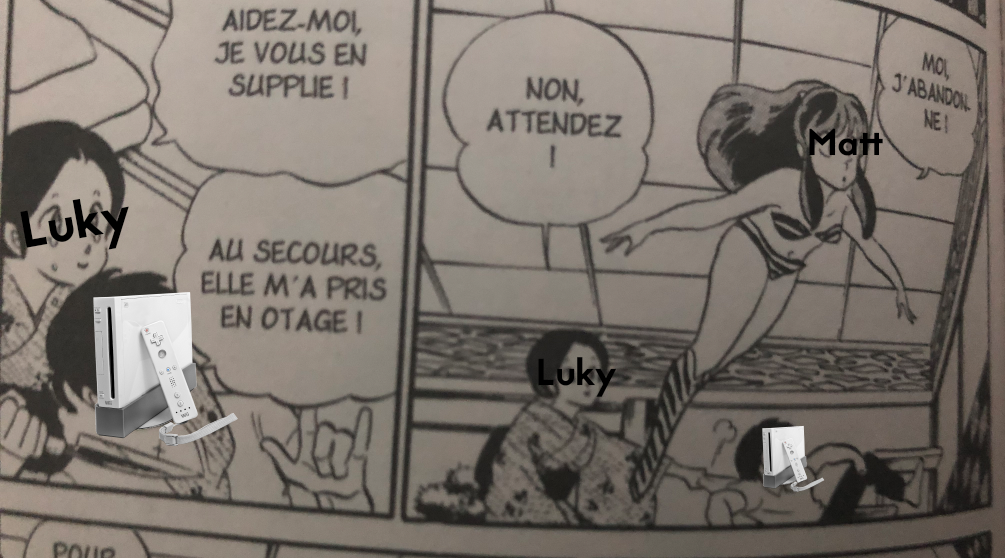 AIDEZ-MOI,
JE VOUS EN
SUPPLIE !
Luky
AU SECOURS,
ELLE M'A PRIS
EN OTAGE !
NON,
ATTENDEZ
!
MOI,
J'ABANDON-
NE !
Matt
Luky
POUR